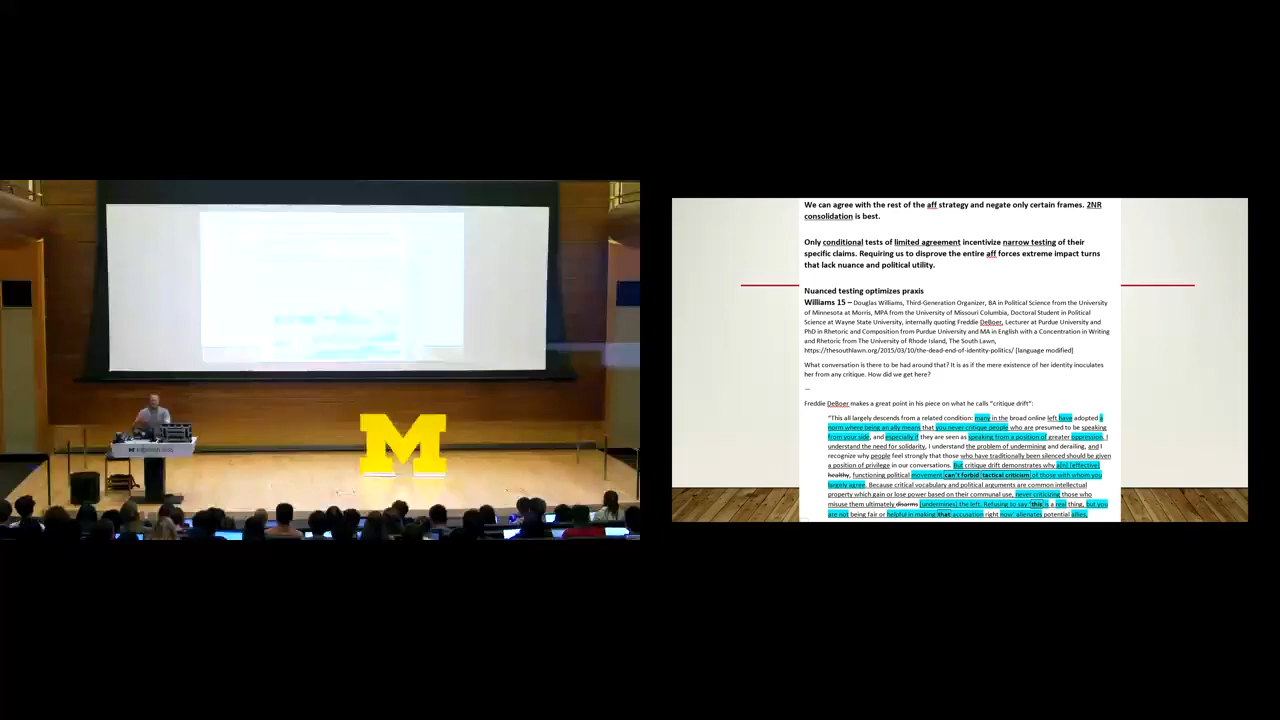 We can agree with the rest of the aff strategy and negate only certain frames. 2NR
consolidation is best.
Only conditional tests of limited agreement incentivize narrow testing of their
specific claims. Requiring us to disprove the entire aff forces extreme impact turns
that lack nuance and political utility.
Nuanced testing optimizes praxis
Williams 15 – Douglas Williams, Third-Generation Organizer, BA in Political Science from the University
of Minnesota at Morris, MPA from the University of Missouri Columbia, Doctoral Student in Political
Science at Wayne State University, internally quoting Freddie DeBoer, Lecturer at Purdue University and
PhD in Rhetoric and Composition from Purdue University and MA in English with a Concentration in Writing
and Rhetoric from The University of Rhode Island, The South Lawn,
https://thesouthlawn.org/2015/03/10/the-dead-end-of-identity-politics/ [language modified]
What conversation is there to be had around that? It is as if the mere existence of her identity inoculates
her from any critique. How did we get here?
—
Freddie DeBoer makes a great point in his piece on what he calls "critique drift":
"This all largely descends from a related condition: many in the broad online left have adopted a
norm where being an ally means that you never critique people who are presumed to be speaking
from your side, and especially if they are seen as speaking from a position of greater oppression. I
understand the need for solidarity, I understand the problem of undermining and derailing, and I
recognize why people feel strongly that those who have traditionally been silenced should be given
a position of privilege in our conversations. But critique drift demonstrates why a[n] [effective]
healthy, functioning political movement can't forbid tactical criticism of those with whom you
largely agree. Because critical vocabulary and political arguments are common intellectual
property which gain or lose power based on their communal use, never criticizing those who
misuse them ultimately disarms [undermines] the left. Refusing to say 'this is a real thing, but you
are not being fair or helpful in making that accusation right now' alienates potential allies,
M